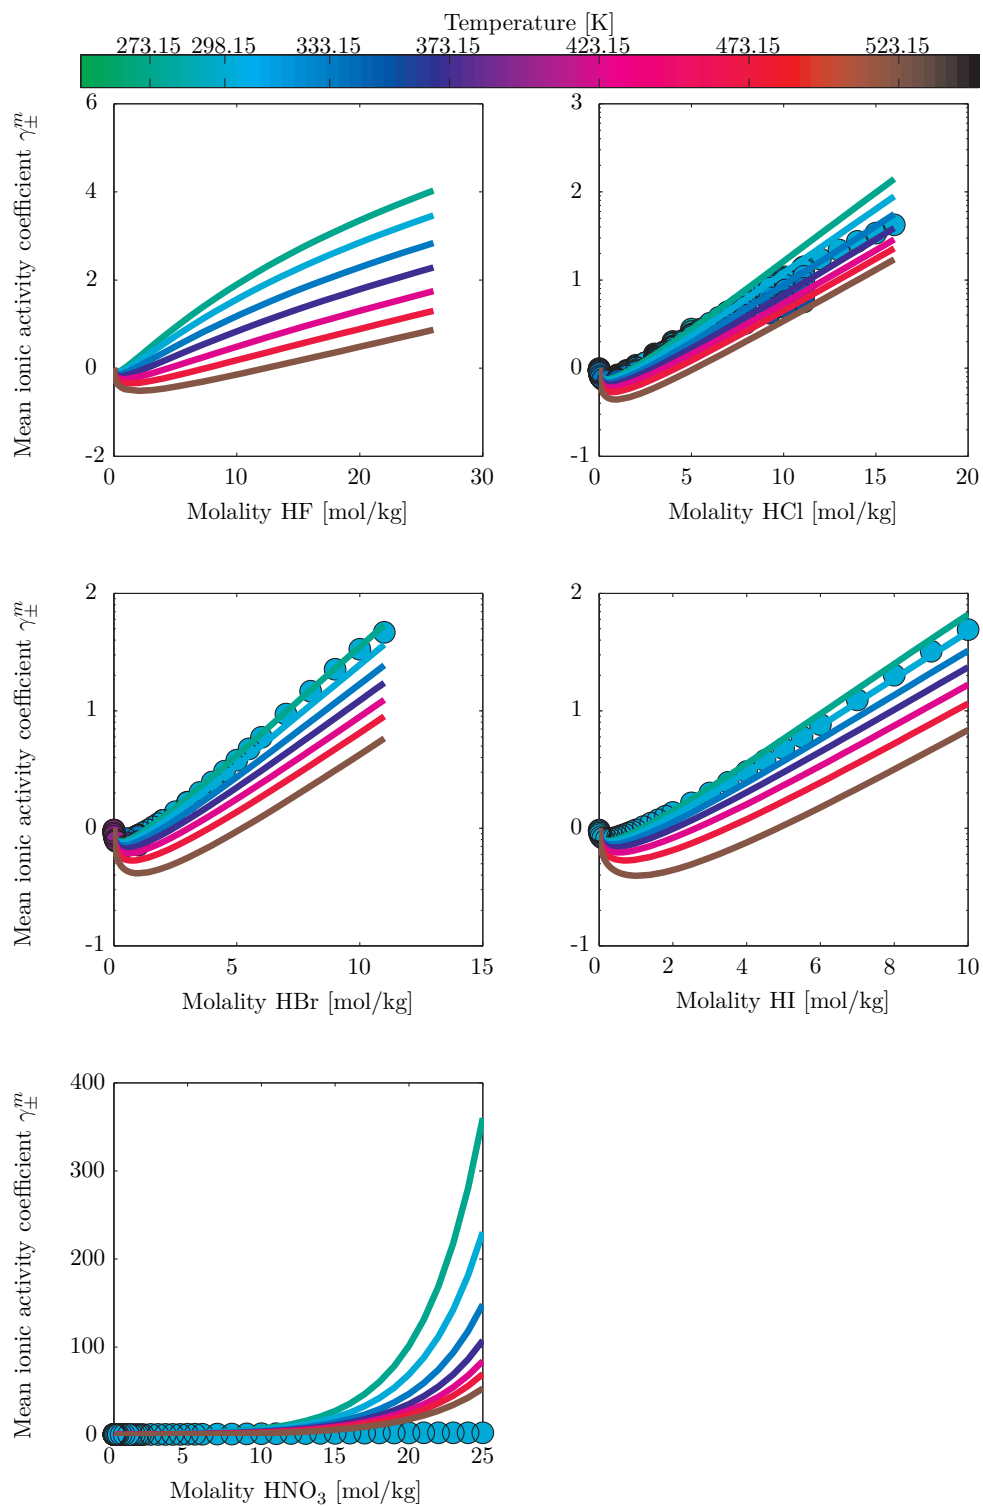 Temperature [K]
273.15 298.15 333.15 373.15 423.15 473.15 523.15
Mean ionic activity coefficient γ±^m
6
4
2
0
-2
0 10 20 30
Molality HF [mol/kg]
3
2
1
0
-1
0 5 10 15 20
Molality HCl [mol/kg]
Mean ionic activity coefficient γ±^m
2
1
0
-1
0 5 10 15
Molality HBr [mol/kg]
2
1
0
-1
0 2 4 6 8 10
Molality HI [mol/kg]
Mean ionic activity coefficient γ±^m
400
300
200
100
0
0 5 10 15 20 25
Molality HNO₃ [mol/kg]